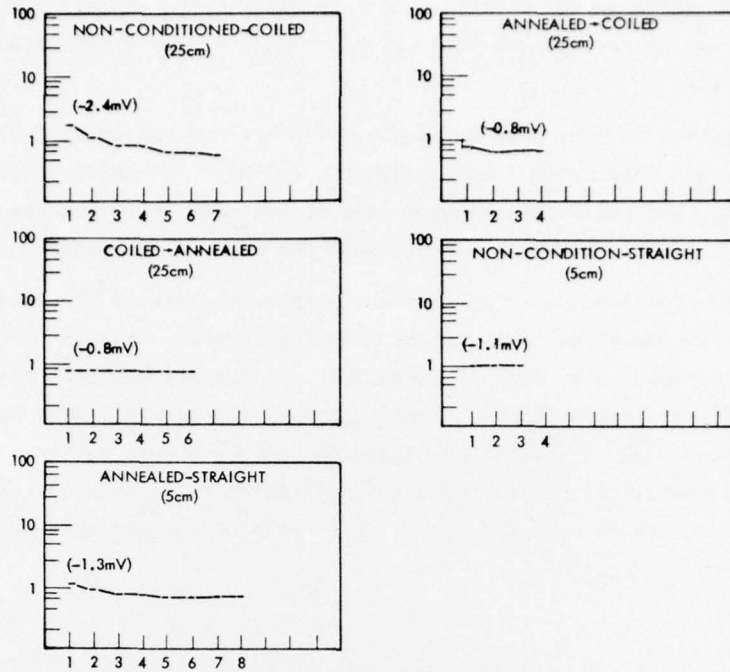 NON-CONDITIONED-COILED
(25cm)
100
10
1
(-2.4mV)
1 2 3 4 5 6 7
ANNEALED→COILED
(25cm)
100
10
1
(-0.8mV)
1 2 3 4
COILED→ANNEALED
(25cm)
100
10
1
(-0.8mV)
1 2 3 4 5 6
NON-CONDITION-STRAIGHT
(5cm)
100
10
1
(-1.1mV)
1 2 3 4
ANNEALED-STRAIGHT
(5cm)
100
10
1
(-1.3mV)
1 2 3 4 5 6 7 8